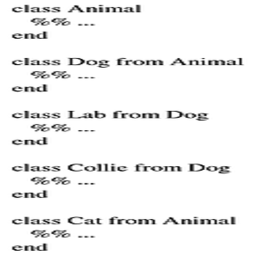 class Animal
%% ...
end
class Dog from Animal
%% ...
end
class Lab from Dog
%% ...
end
class Collie from Dog
%% ...
end
class Cat from Animal
%% ...
end